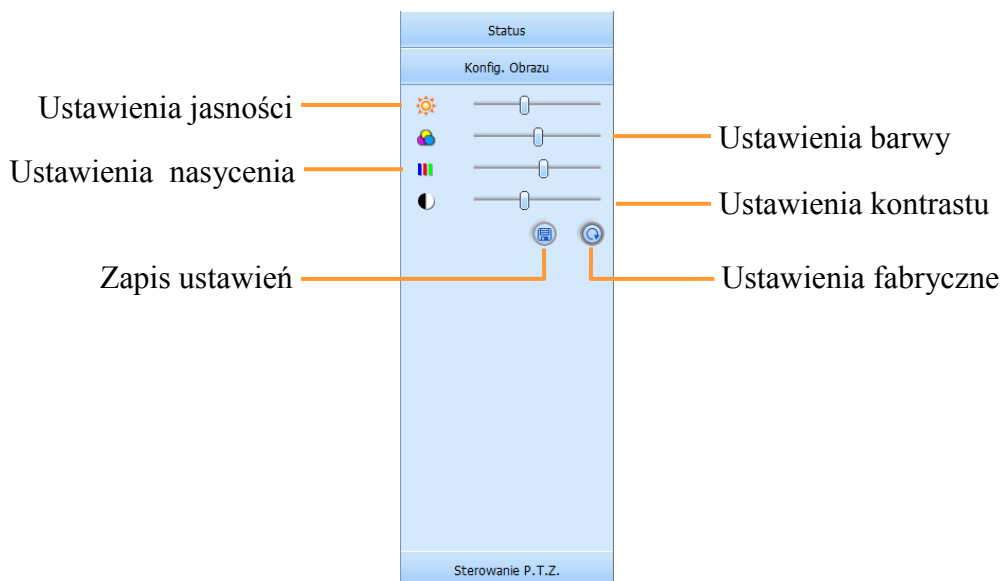 Status
Konfig. Obrazu
Ustawienia jasności
Ustawienia barwy
Ustawienia nasycenia
Ustawienia kontrastu
Zapis ustawień
Ustawienia fabryczne
Sterowanie P.T.Z.